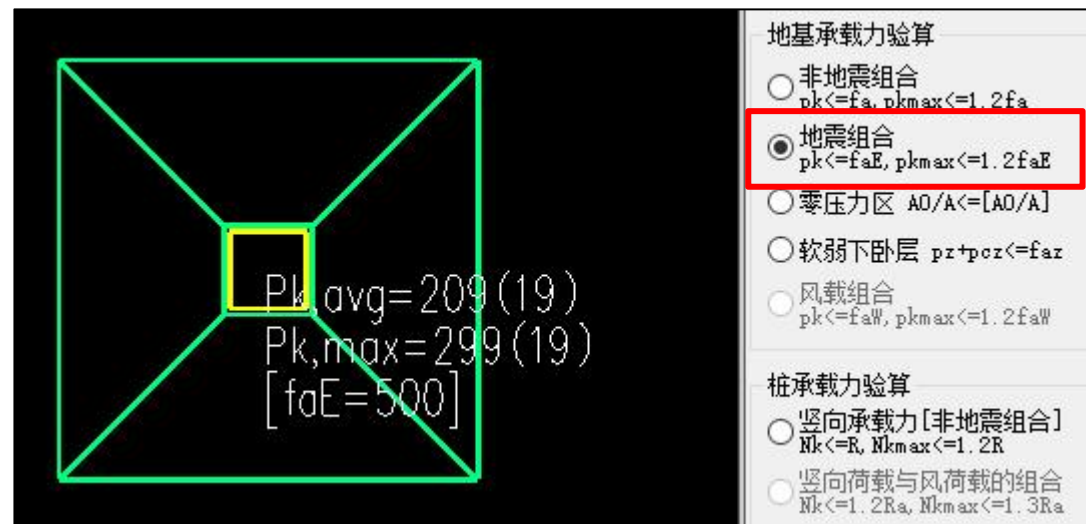 Pk,avg=209(19)
Pk,max=299(19)
[faE=500]
地基承载力验算
非地震组合
pk<=fa,pkmax<=1.2fa
地震组合
pk<=faE,pkmax<=1.2faE
零压力区 A0/A<=[A0/A]
软弱下卧层 pz+pcz<=faz
风载组合
pk<=faW,pkmax<=1.2faW
桩承载力验算
竖向承载力[非地震组合]
Nk<=R,Nkmax<=1.2R
竖向荷载与风荷载的组合
Nk<=1.2Ra,Nkmax<=1.3Ra